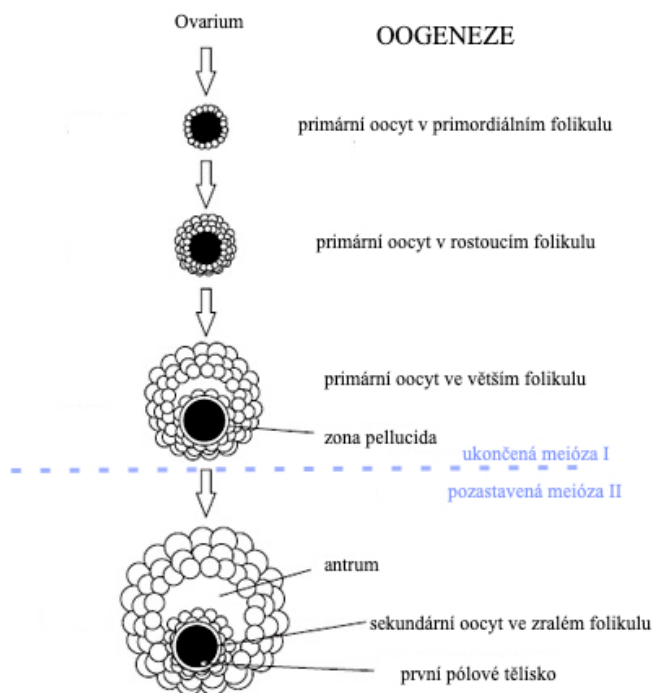 Ovarium
OOGENEZE
primární oocyt v primordiálním folikulu
primární oocyt v rostoucím folikulu
primární oocyt ve větším folikulu
zona pellucida
ukončená meióza I
pozastavená meióza II
antrum
sekundární oocyt ve zralém folikulu
první pólové tělísko